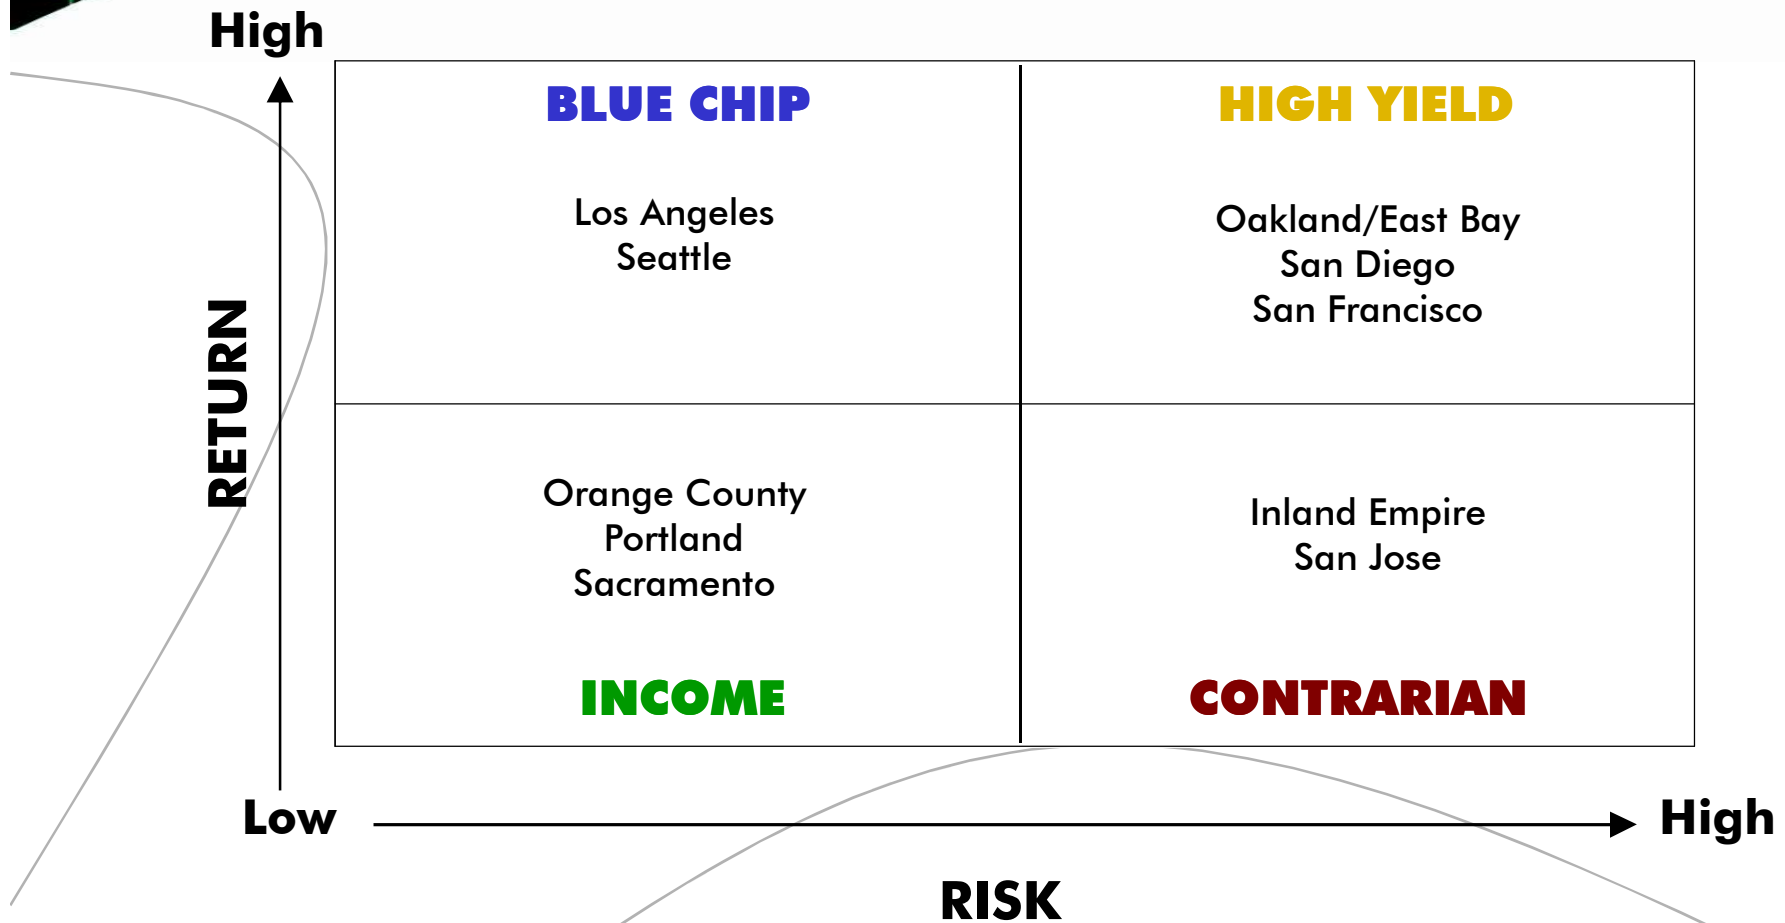 High
BLUE CHIP
HIGH YIELD
Los Angeles
Seattle
Oakland/East Bay
San Diego
San Francisco
RETURN
Orange County
Portland
Sacramento
Inland Empire
San Jose
INCOME
CONTRARIAN
Low
High
RISK